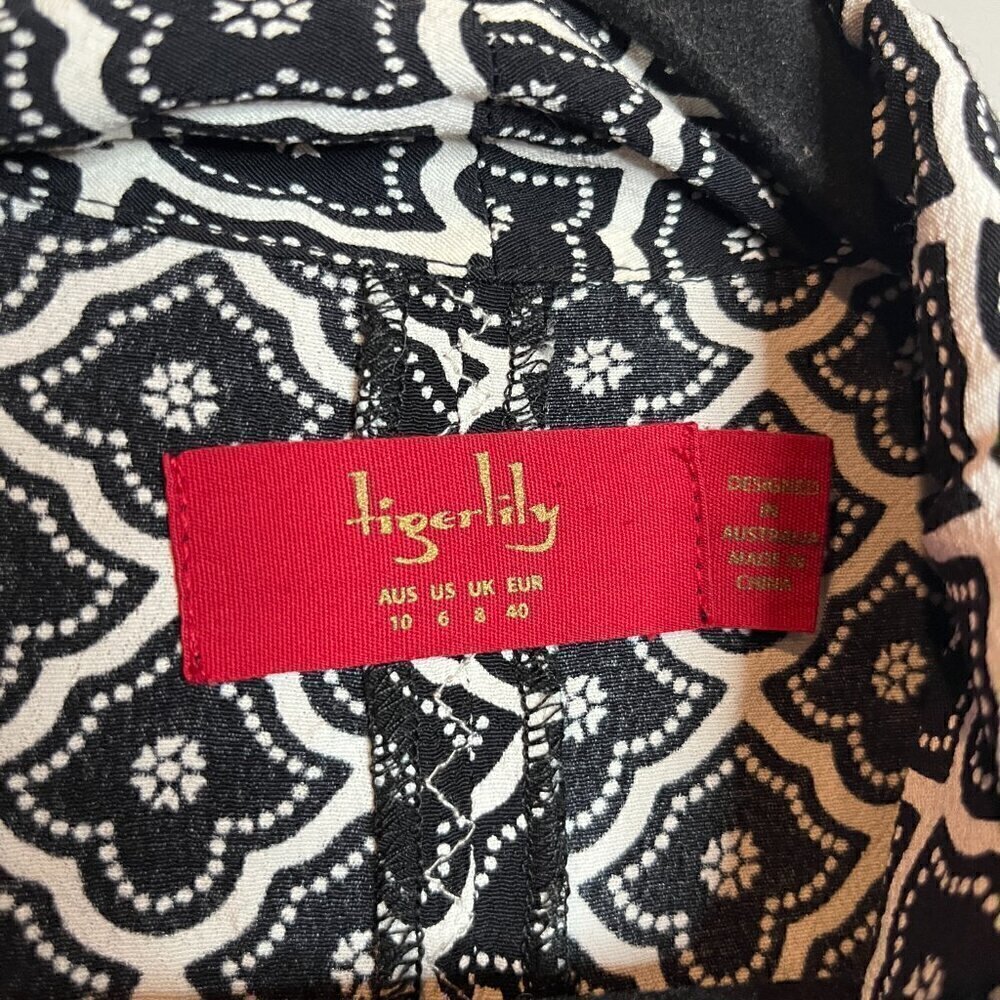 tigerlily
AUS US UK EUR
10 6 8 40
DESIGNED
IN
AUSTRALIA
MADE IN
CHINA